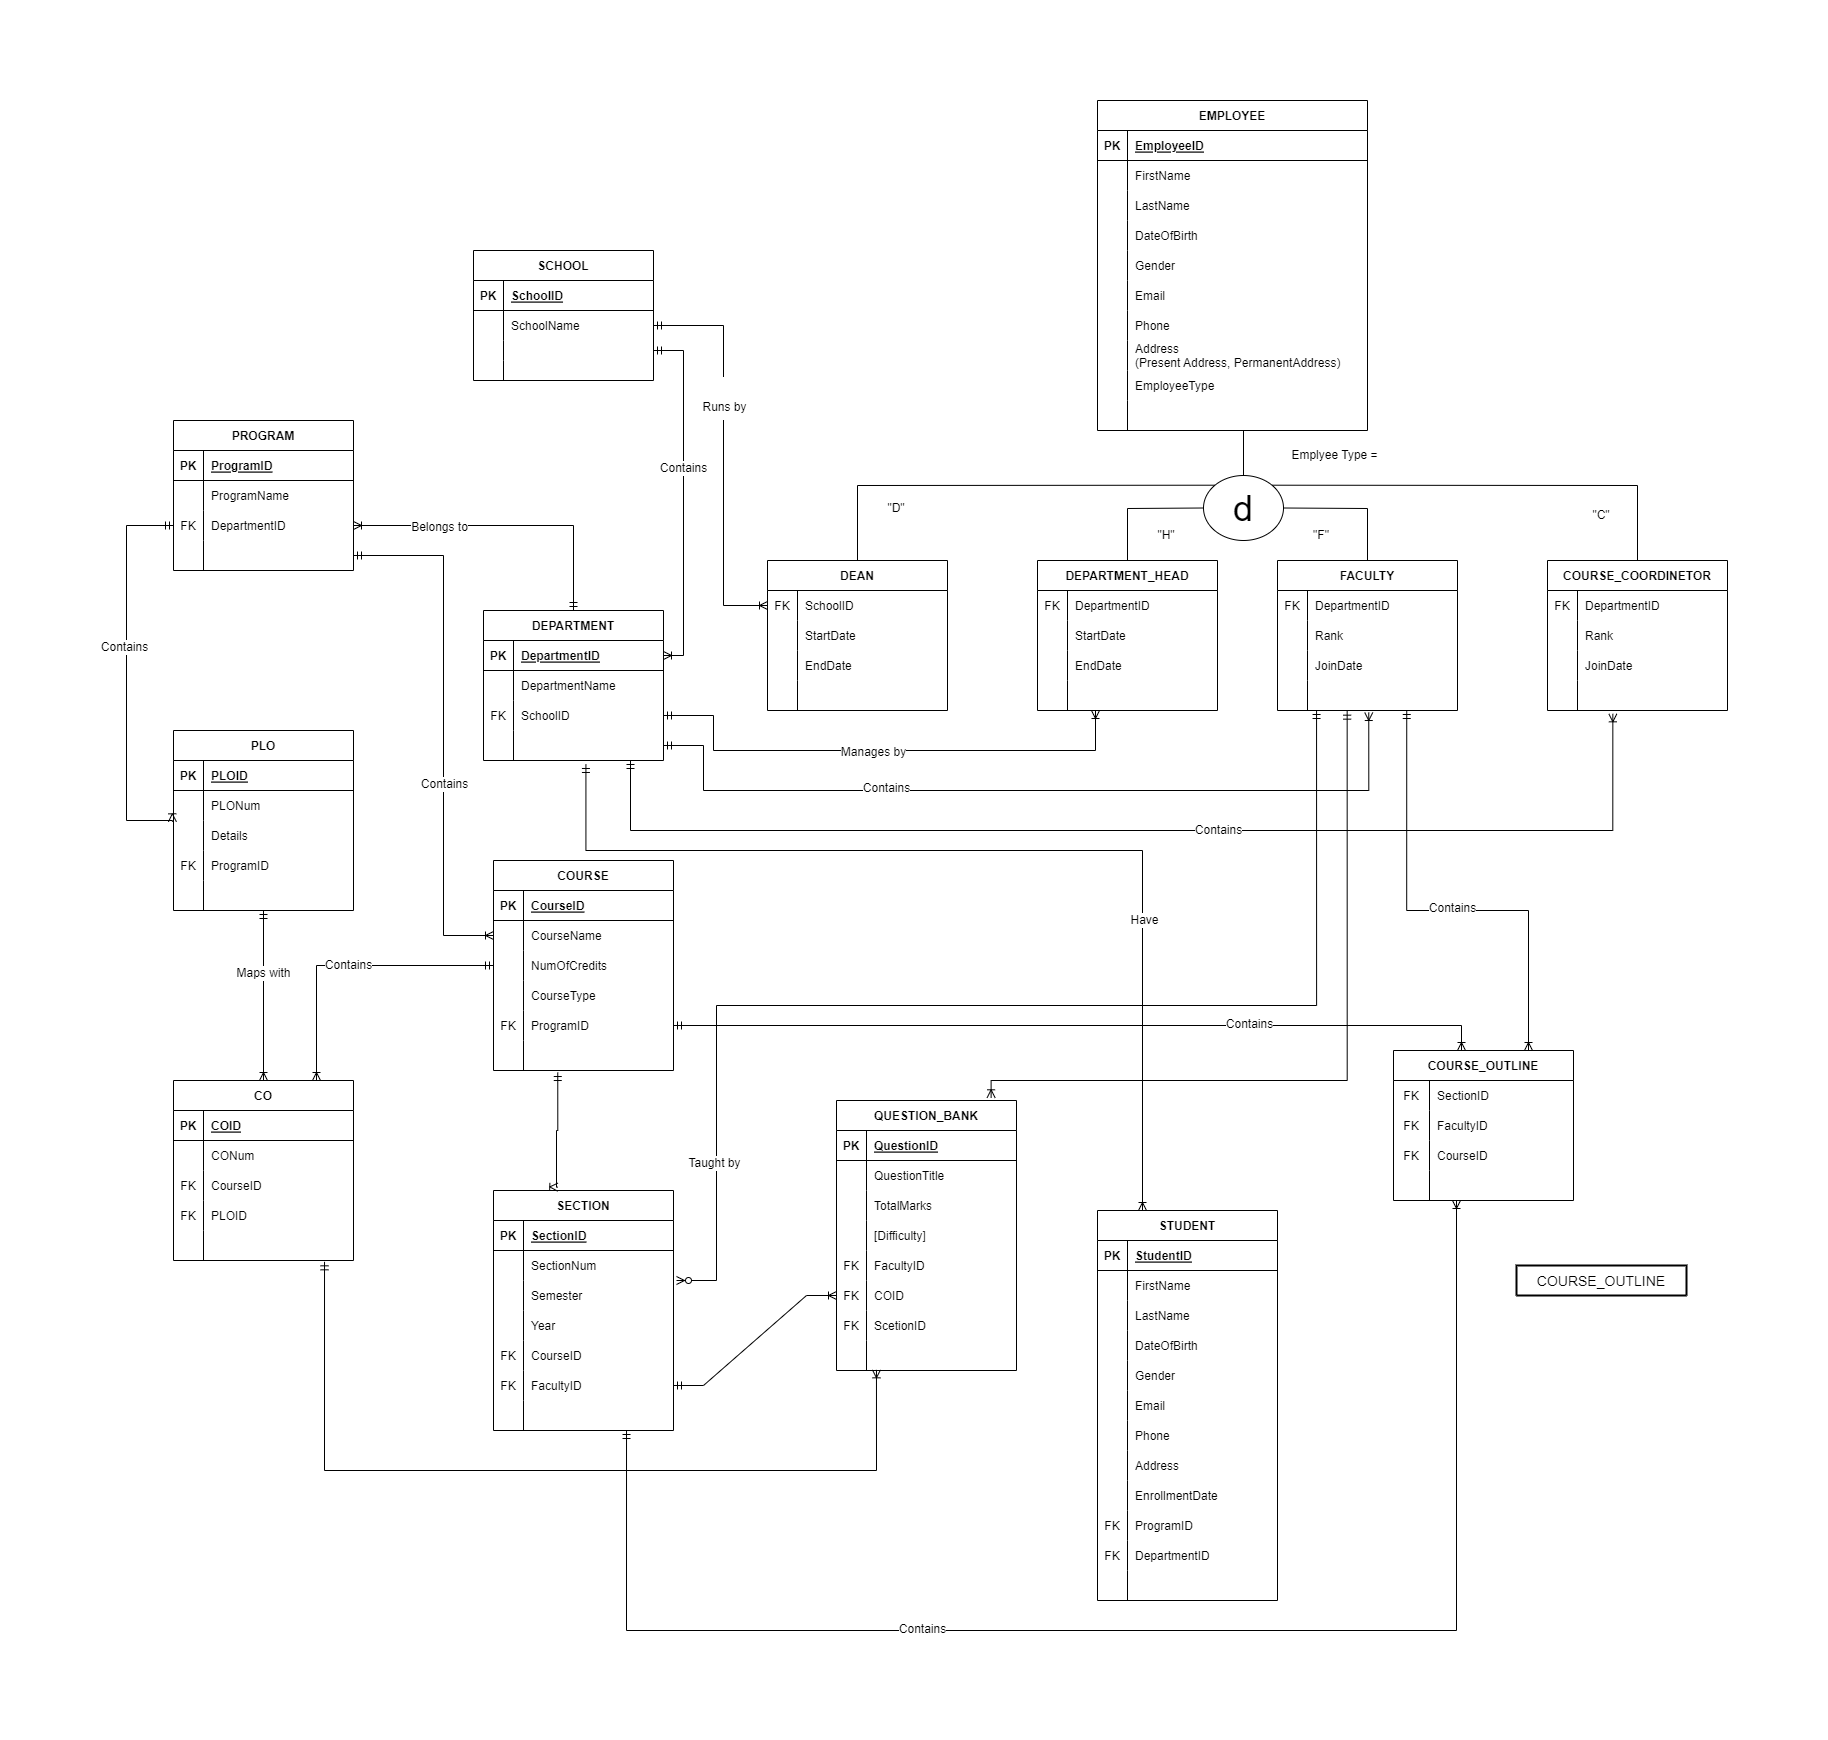 EMPLOYEE
PK EmployeeID
FirstName
LastName
DateOfBirth
Gender
Email
Phone
Address
(Present Address, PermanentAddress)
EmployeeType
SCHOOL
PK SchoolID
SchoolName
Runs by
Contains
Emplyee Type =
d
"D"
"H"
"F"
"C"
PROGRAM
PK ProgramID
ProgramName
FK DepartmentID
Belongs to
Contains
Contains
DEPARTMENT
PK DepartmentID
DepartmentName
FK SchoolID
DEAN
FK SchoolID
StartDate
EndDate
DEPARTMENT_HEAD
FK DepartmentID
StartDate
EndDate
FACULTY
FK DepartmentID
Rank
JoinDate
COURSE_COORDINETOR
FK DepartmentID
Rank
JoinDate
Manages by
Contains
Contains
Have
Contains
PLO
PK PLOID
PLONum
Details
FK ProgramID
Maps with
Contains
COURSE
PK CourseID
CourseName
NumOfCredits
CourseType
FK ProgramID
Contains
Taught by
CO
PK COID
CONum
FK CourseID
FK PLOID
SECTION
PK SectionID
SectionNum
Semester
Year
FK CourseID
FK FacultyID
QUESTION_BANK
PK QuestionID
QuestionTitle
TotalMarks
[Difficulty]
FK FacultyID
FK COID
FK ScetionID
COURSE_OUTLINE
FK SectionID
FK FacultyID
FK CourseID
STUDENT
PK StudentID
FirstName
LastName
DateOfBirth
Gender
Email
Phone
Address
EnrollmentDate
FK ProgramID
FK DepartmentID
COURSE_OUTLINE
Contains